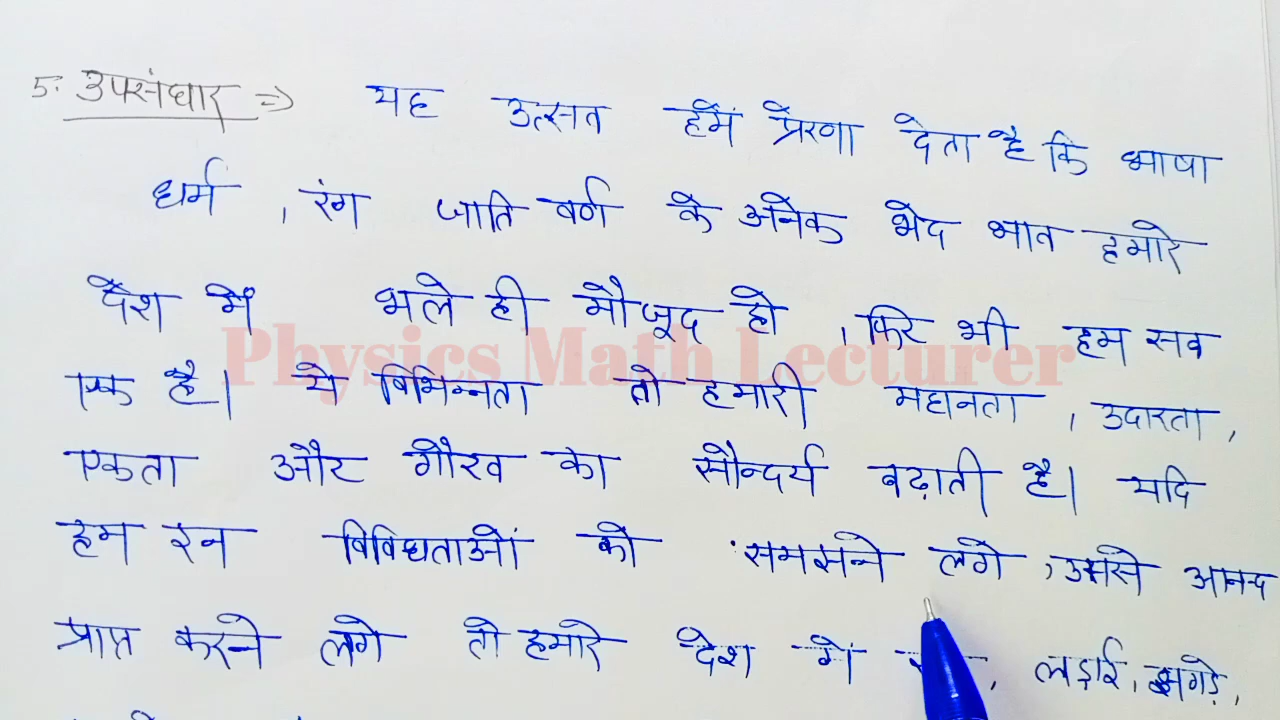 5. उपसंघार ⇒ यह उत्सत हमें प्रेरणा देता है कि भाषा
धर्म , रंग जाति वर्ण के अनेक भेद भात हमारे
देश में भले ही मौजूद हो , फिर भी हम सव
एक है। ये विभिन्नता तो हमारी महानता , उदारता ,
एकता और गौरव का सौन्दर्य बढ़ाती है। यदि
हम इन विविधताओं को समसने लगे , उससे आनन्द
प्राप्त करने लगे तो हमारे देश में , लड़ाई , झगड़े ,
Physics Math Lecturer